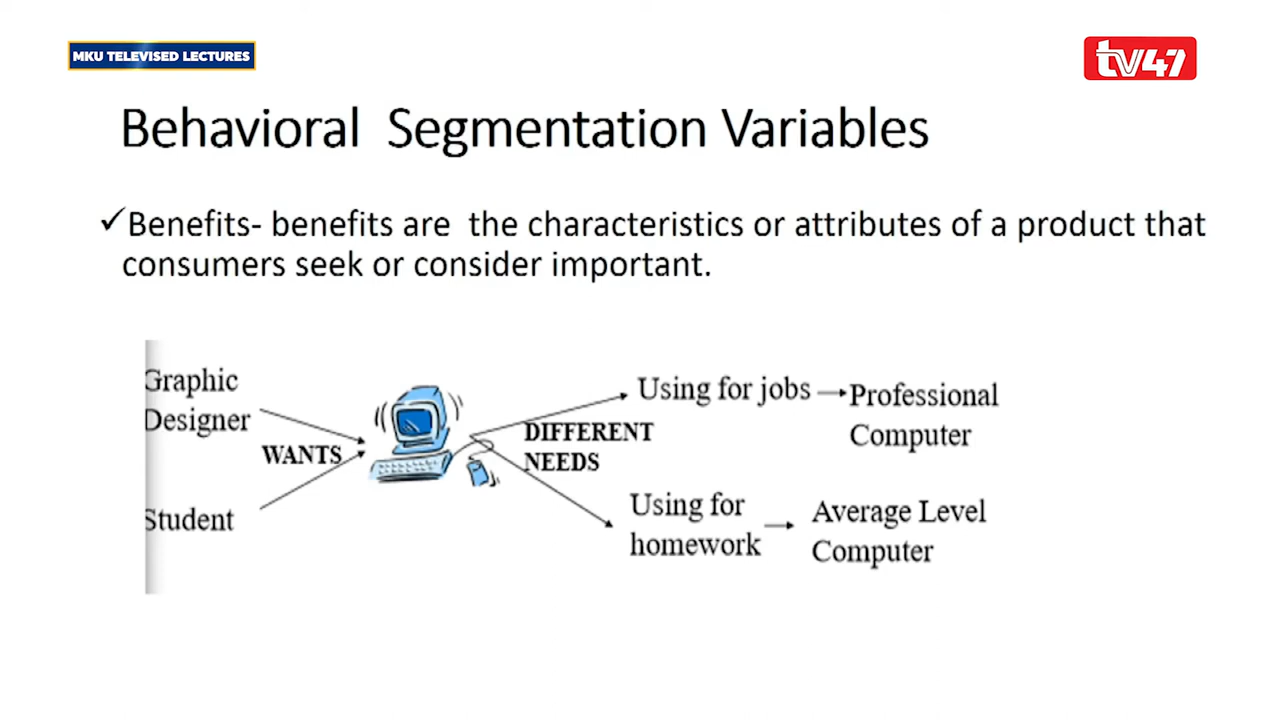 MKU TELEVISED LECTURES
tv47
Behavioral Segmentation Variables
✓Benefits- benefits are the characteristics or attributes of a product that
consumers seek or consider important.
Graphic
Designer
WANTS
Student
DIFFERENT
NEEDS
Using for jobs
Professional
Computer
Using for
homework
Average Level
Computer